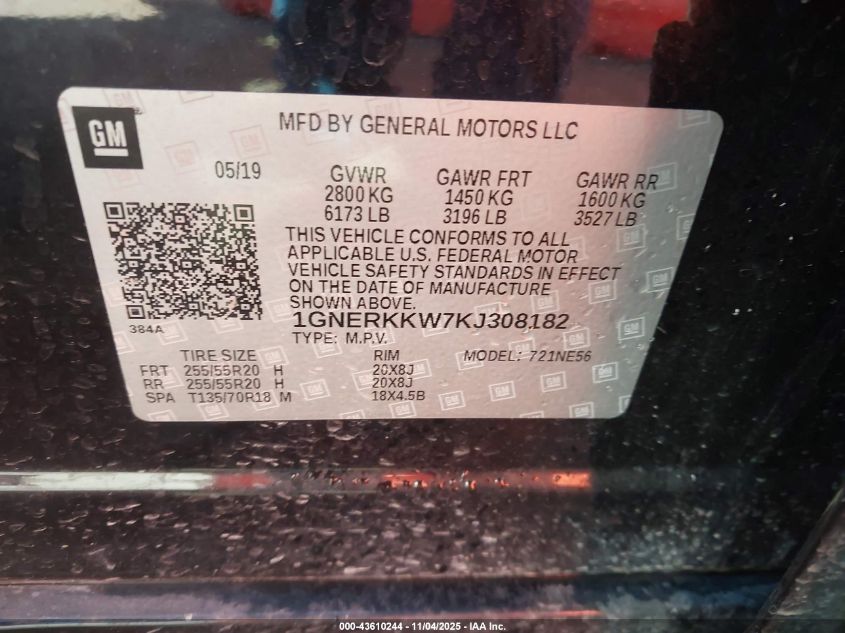 GM
MFD BY GENERAL MOTORS LLC
05/19
GVWR GAWR FRT GAWR RR
2800 KG 1450 KG 1600 KG
6173 LB 3196 LB 3527 LB
THIS VEHICLE CONFORMS TO ALL
APPLICABLE U.S. FEDERAL MOTOR
VEHICLE SAFETY STANDARDS IN EFFECT
ON THE DATE OF MANUFACTURE
SHOWN ABOVE.
384A
1GNERKKW7KJ308182
TYPE: M.P.V.
TIRE SIZE RIM MODEL: 721NE56
FRT 255/55R20 H 20X8J
RR 255/55R20 H 20X8J
SPA T135/70R18 M 18X4.5B
000-43610244 - 11/04/2025 - IAA Inc.